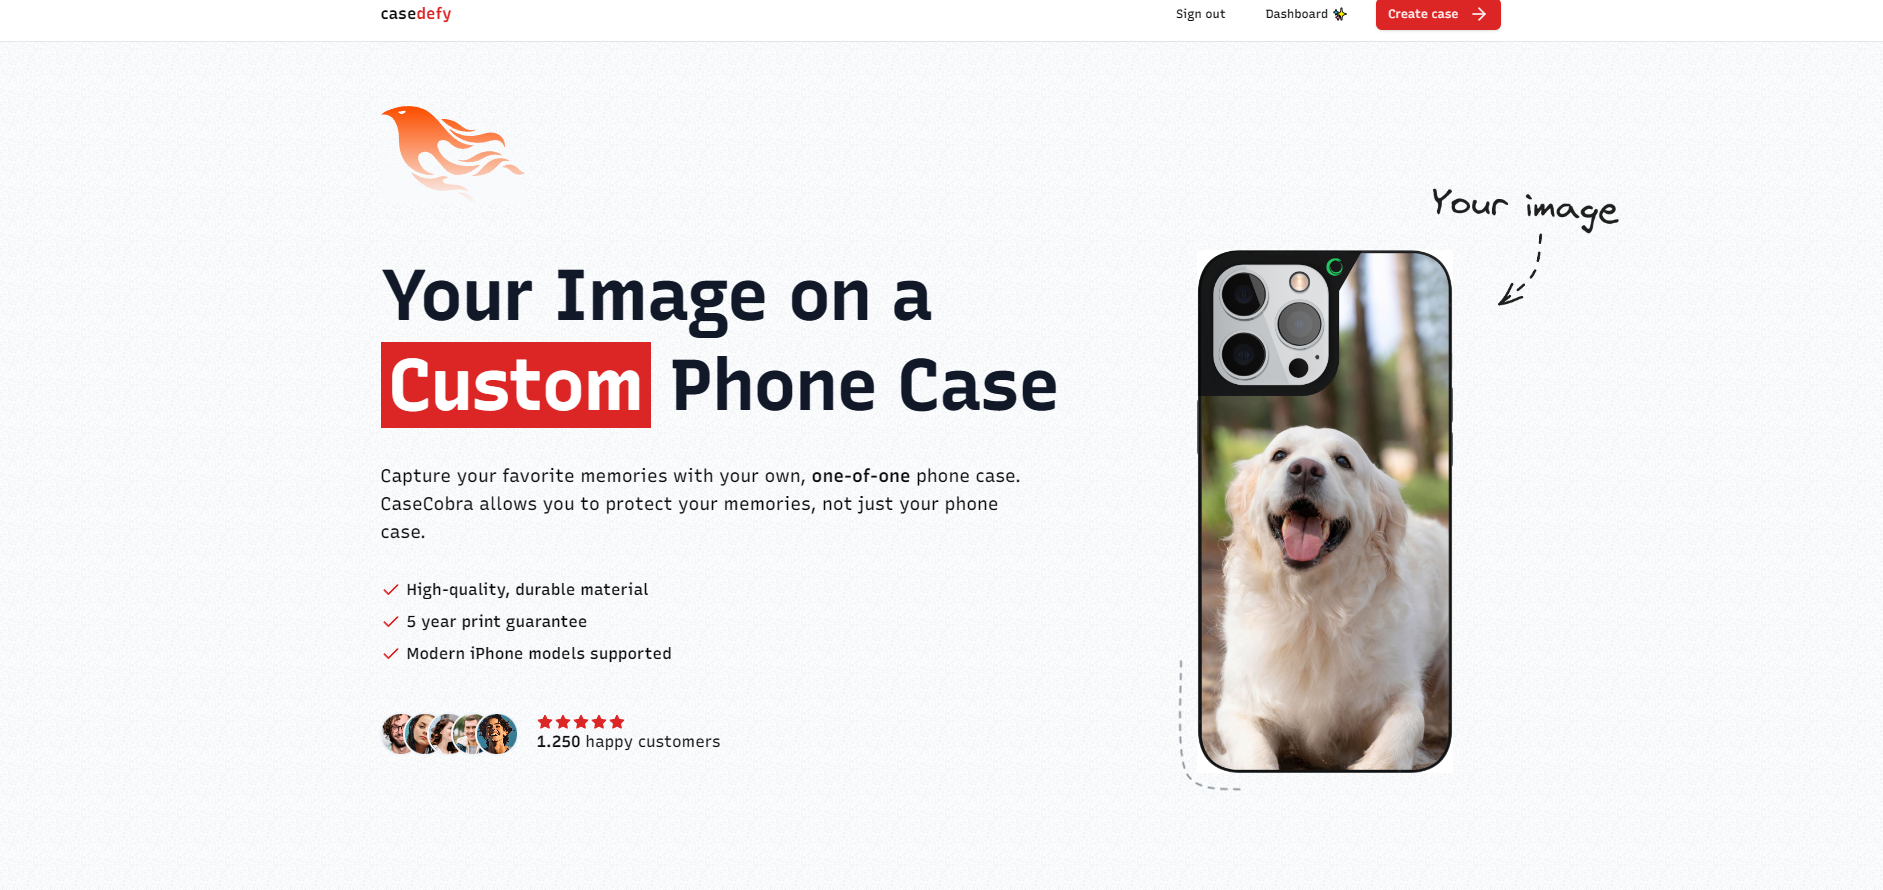 casedefy
Sign out
Dashboard ✨
Create case →
Your image
Your Image on a
Custom Phone Case
Capture your favorite memories with your own, one-of-one phone case.
CaseCobra allows you to protect your memories, not just your phone
case.
High-quality, durable material
5 year print guarantee
Modern iPhone models supported
1.250 happy customers